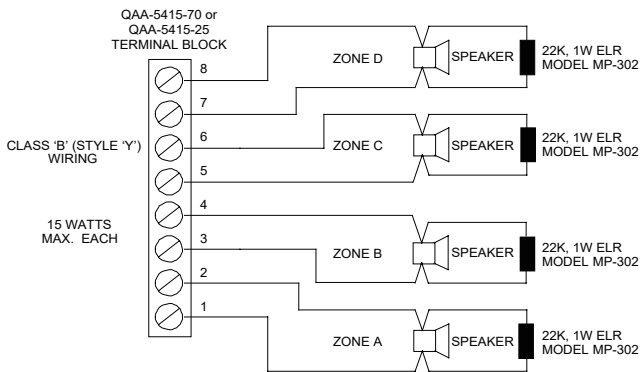 QAA-5415-70 or
QAA-5415-25
TERMINAL BLOCK
8
7
6
5
4
3
2
1
CLASS 'B' (STYLE 'Y')
WIRING
15 WATTS
MAX. EACH
ZONE D
SPEAKER
22K, 1W ELR
MODEL MP-302
ZONE C
SPEAKER
22K, 1W ELR
MODEL MP-302
ZONE B
SPEAKER
22K, 1W ELR
MODEL MP-302
ZONE A
SPEAKER
22K, 1W ELR
MODEL MP-302